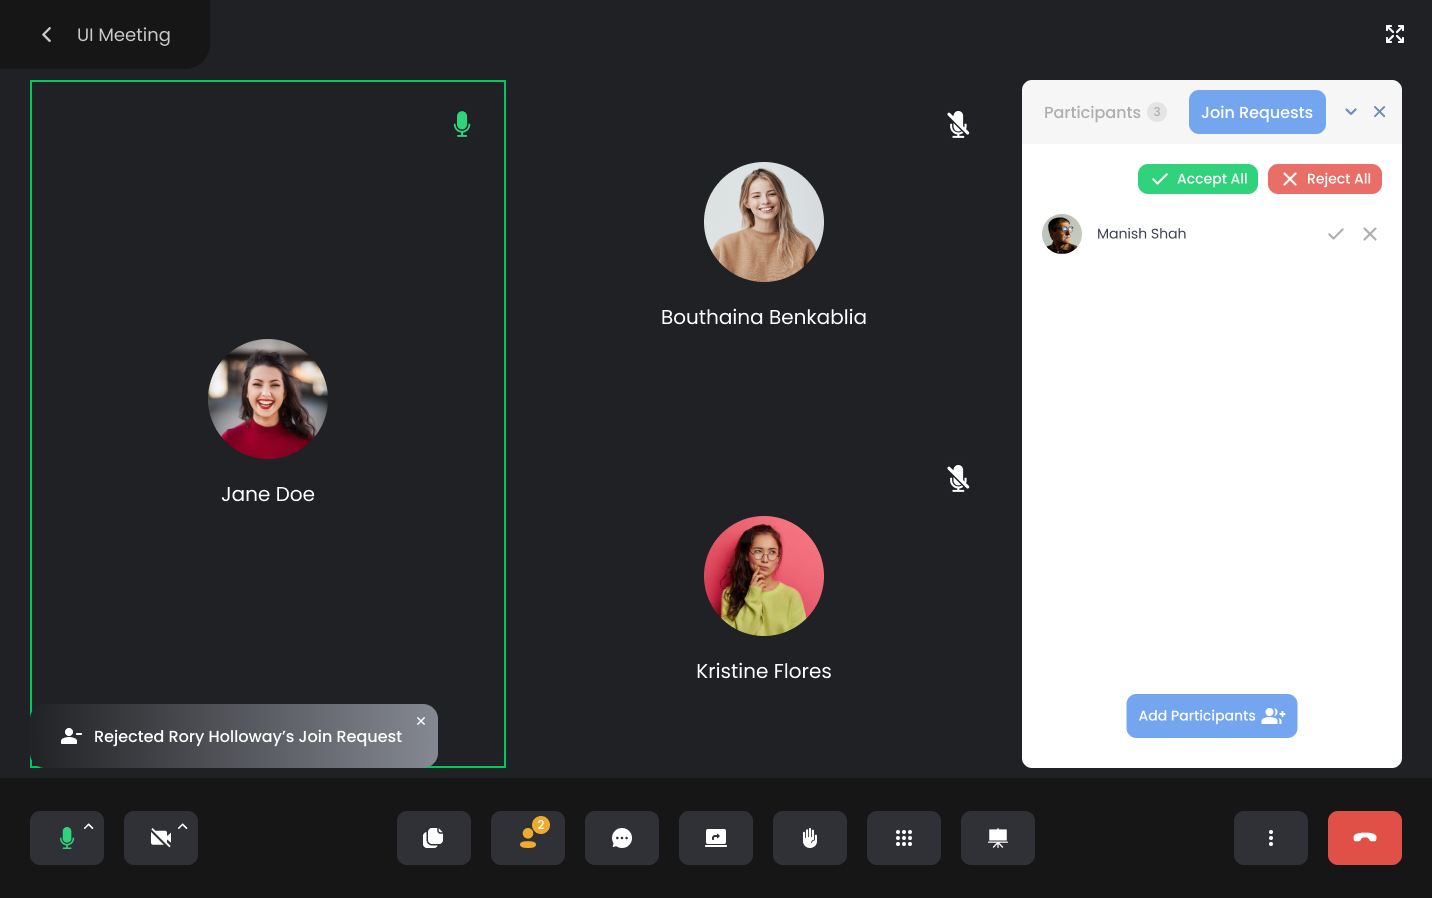 UI Meeting
Participants 3
Join Requests
Accept All
Reject All
Manish Shah
Bouthaina Benkablia
Jane Doe
Kristine Flores
Add Participants
Rejected Rory Holloway’s Join Request
2